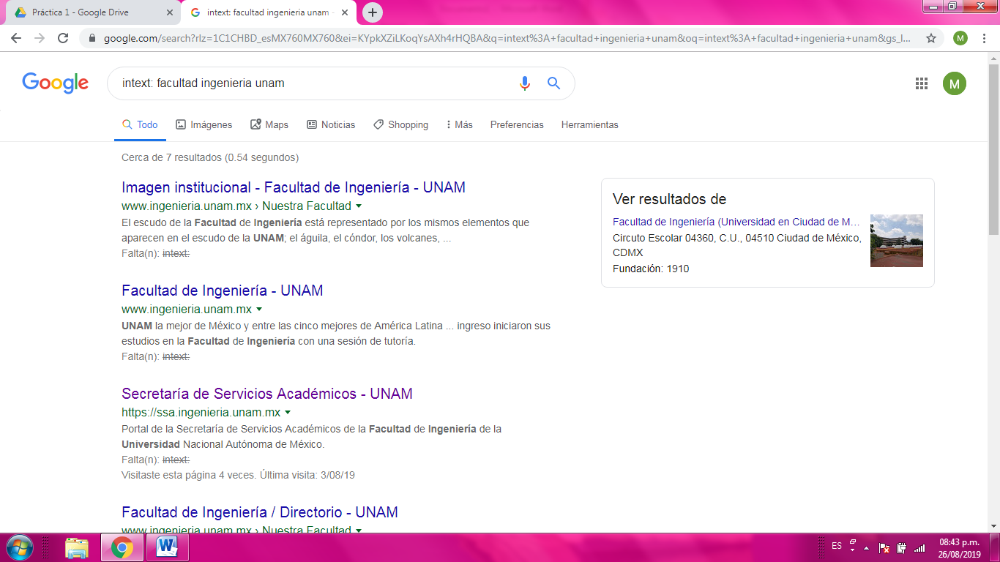 Práctica 1 - Google Drive
intext: facultad ingenieria unam -
google.com/search?rlz=1C1CHBD_esMX760MX760&ei=KYpkXZiLKoqYsAXh4rHQBA&q=intext%3A+facultad+ingenieria+unam&oq=intext%3A+facultad+ingenieria+unam&gs_l...
M
Google
intext: facultad ingenieria unam
M
Todo
Imágenes
Maps
Noticias
Shopping
Más
Preferencias
Herramientas
Cerca de 7 resultados (0.54 segundos)
Imagen institucional - Facultad de Ingeniería - UNAM
www.ingenieria.unam.mx › Nuestra Facultad
El escudo de la Facultad de Ingeniería está representado por los mismos elementos que
aparecen en el escudo de la UNAM; el águila, el cóndor, los volcanes, ...
Falta(n): intext:
Facultad de Ingeniería - UNAM
www.ingenieria.unam.mx
UNAM la mejor de México y entre las cinco mejores de América Latina ... ingreso iniciaron sus
estudios en la Facultad de Ingeniería con una sesión de tutoría.
Falta(n): intext:
Secretaría de Servicios Académicos - UNAM
https://ssa.ingenieria.unam.mx
Portal de la Secretaría de Servicios Académicos de la Facultad de Ingeniería de la
Universidad Nacional Autónoma de México.
Falta(n): intext:
Visitaste esta página 4 veces. Última visita: 3/08/19
Facultad de Ingeniería / Directorio - UNAM
www.ingenieria.unam.mx › Nuestra Facultad
Ver resultados de
Facultad de Ingeniería (Universidad en Ciudad de M...
Circuto Escolar 04360, C.U., 04510 Ciudad de México,
CDMX
Fundación: 1910
ES
08:43 p.m.
26/08/2019